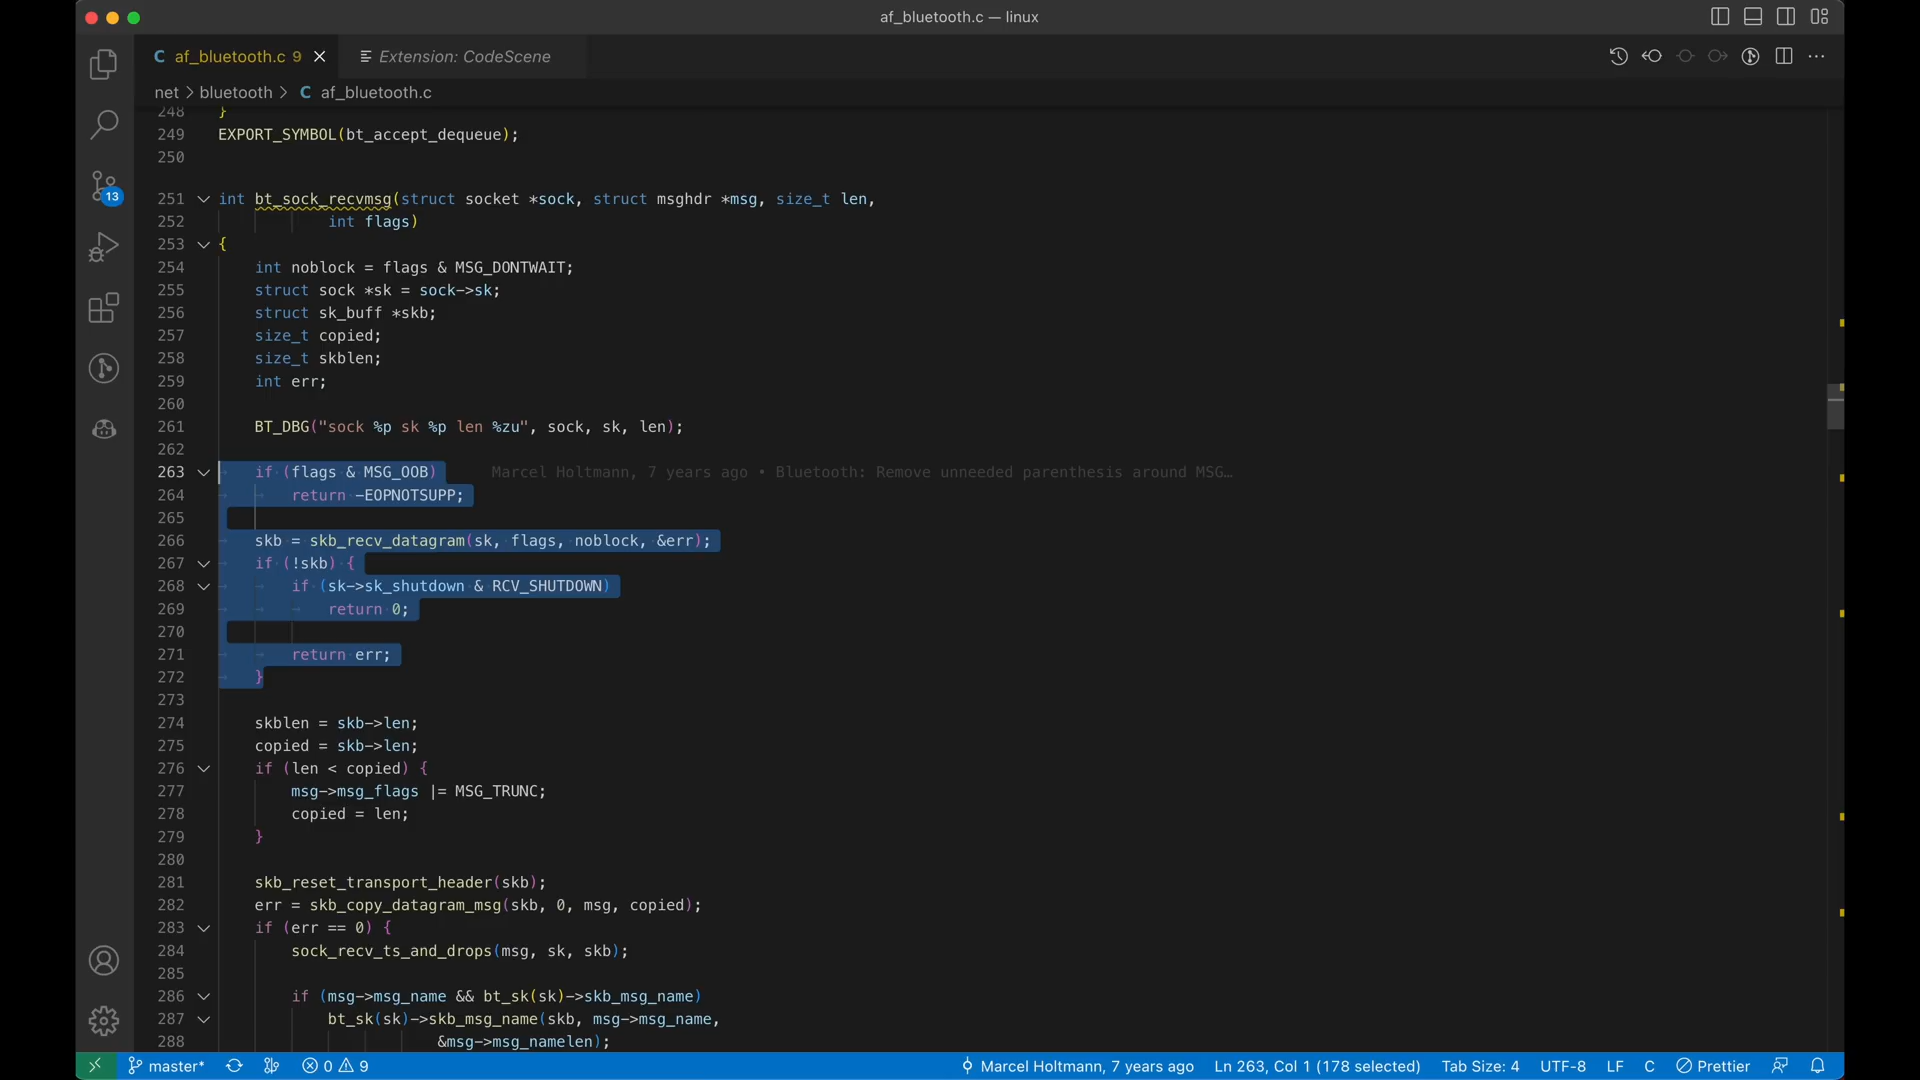 af_bluetooth.c — linux
C af_bluetooth.c 9
Extension: CodeScene
net > bluetooth > C af_bluetooth.c
248 }
249 EXPORT_SYMBOL(bt_accept_dequeue);
250
251 int bt_sock_recvmsg(struct socket *sock, struct msghdr *msg, size_t len,
252 int flags)
253 {
254 int noblock = flags & MSG_DONTWAIT;
255 struct sock *sk = sock->sk;
256 struct sk_buff *skb;
257 size_t copied;
258 size_t skblen;
259 int err;
260
261 BT_DBG("sock %p sk %p len %zu", sock, sk, len);
262
263 if (flags & MSG_OOB) Marcel Holtmann, 7 years ago • Bluetooth: Remove unneeded parenthesis around MSG…
264 return -EOPNOTSUPP;
265
266 skb = skb_recv_datagram(sk, flags, noblock, &err);
267 if (!skb) {
268 if (sk->sk_shutdown & RCV_SHUTDOWN)
269 return 0;
270
271 return err;
272 }
273
274 skblen = skb->len;
275 copied = skb->len;
276 if (len < copied) {
277 msg->msg_flags |= MSG_TRUNC;
278 copied = len;
279 }
280
281 skb_reset_transport_header(skb);
282 err = skb_copy_datagram_msg(skb, 0, msg, copied);
283 if (err == 0) {
284 sock_recv_ts_and_drops(msg, sk, skb);
285
286 if (msg->msg_name && bt_sk(sk)->skb_msg_name)
287 bt_sk(sk)->skb_msg_name(skb, msg->msg_name,
288 &msg->msg_namelen);
13
master* 0 9 Marcel Holtmann, 7 years ago Ln 263, Col 1 (178 selected) Tab Size: 4 UTF-8 LF C Prettier